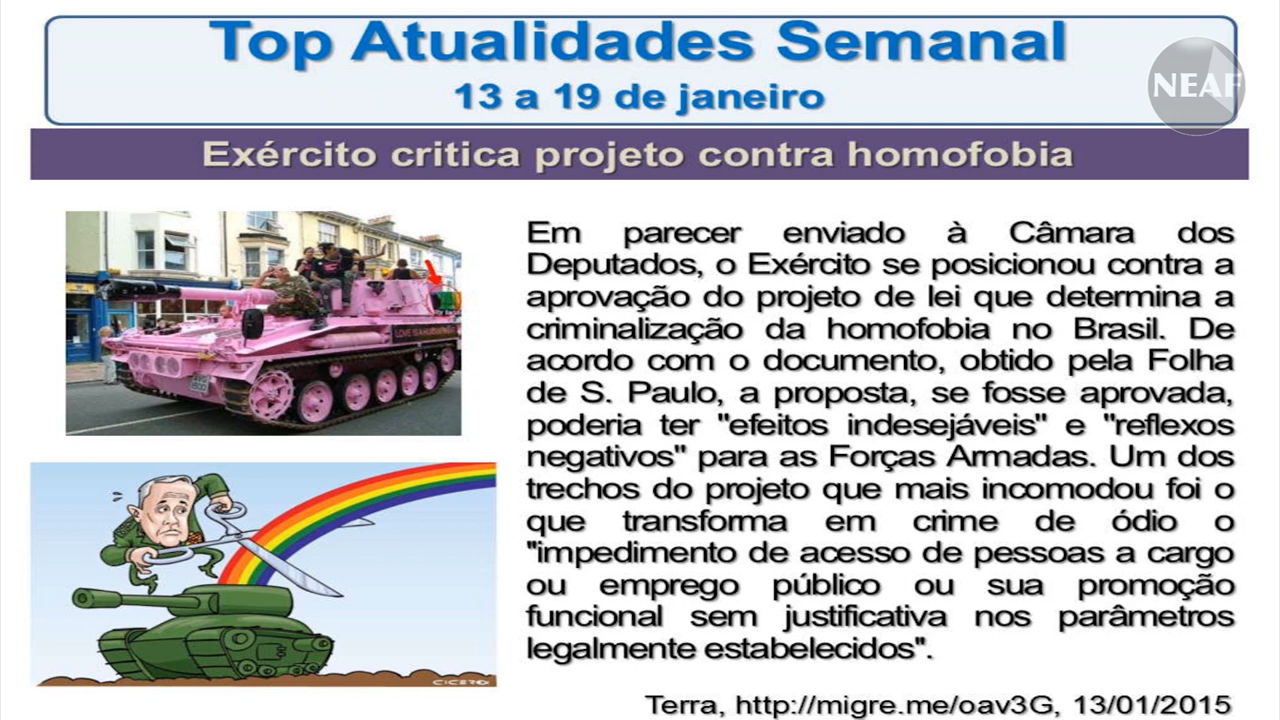 Top Atualidades Semanal
13 a 19 de janeiro
NEAF
Exército critica projeto contra homofobia
Em parecer enviado à Câmara dos
Deputados, o Exército se posicionou contra a
aprovação do projeto de lei que determina a
criminalização da homofobia no Brasil. De
acordo com o documento, obtido pela Folha
de S. Paulo, a proposta, se fosse aprovada,
poderia ter "efeitos indesejáveis" e "reflexos
negativos" para as Forças Armadas. Um dos
trechos do projeto que mais incomodou foi o
que transforma em crime de ódio o
"impedimento de acesso de pessoas a cargo
ou emprego público ou sua promoção
funcional sem justificativa nos parâmetros
legalmente estabelecidos".
CICERO
Terra, http://migre.me/oav3G, 13/01/2015